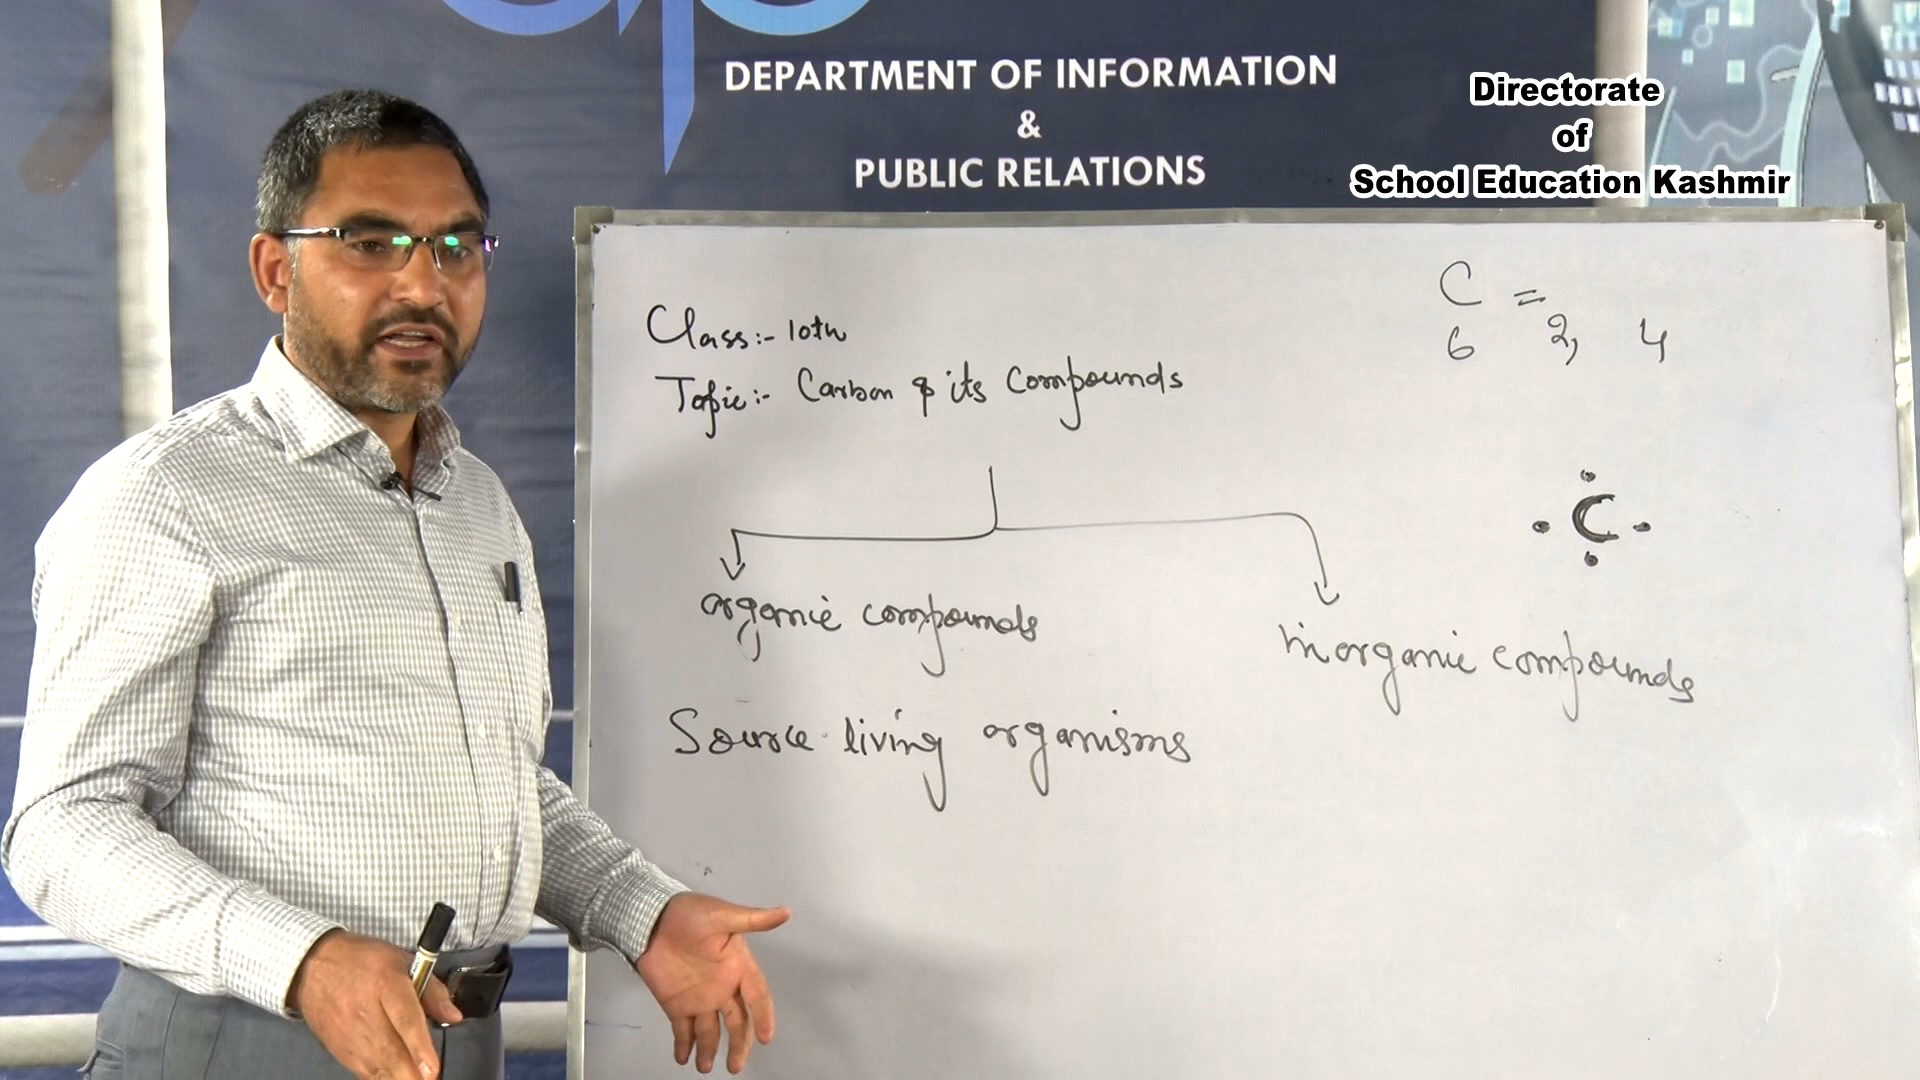 DEPARTMENT OF INFORMATION
&
PUBLIC RELATIONS
Directorate
of
School Education Kashmir
Class:- 10th
Topic:- Carbon & its Compounds
organic compounds
inorganic compounds
Source living organisms
C =
6 2, 4
C